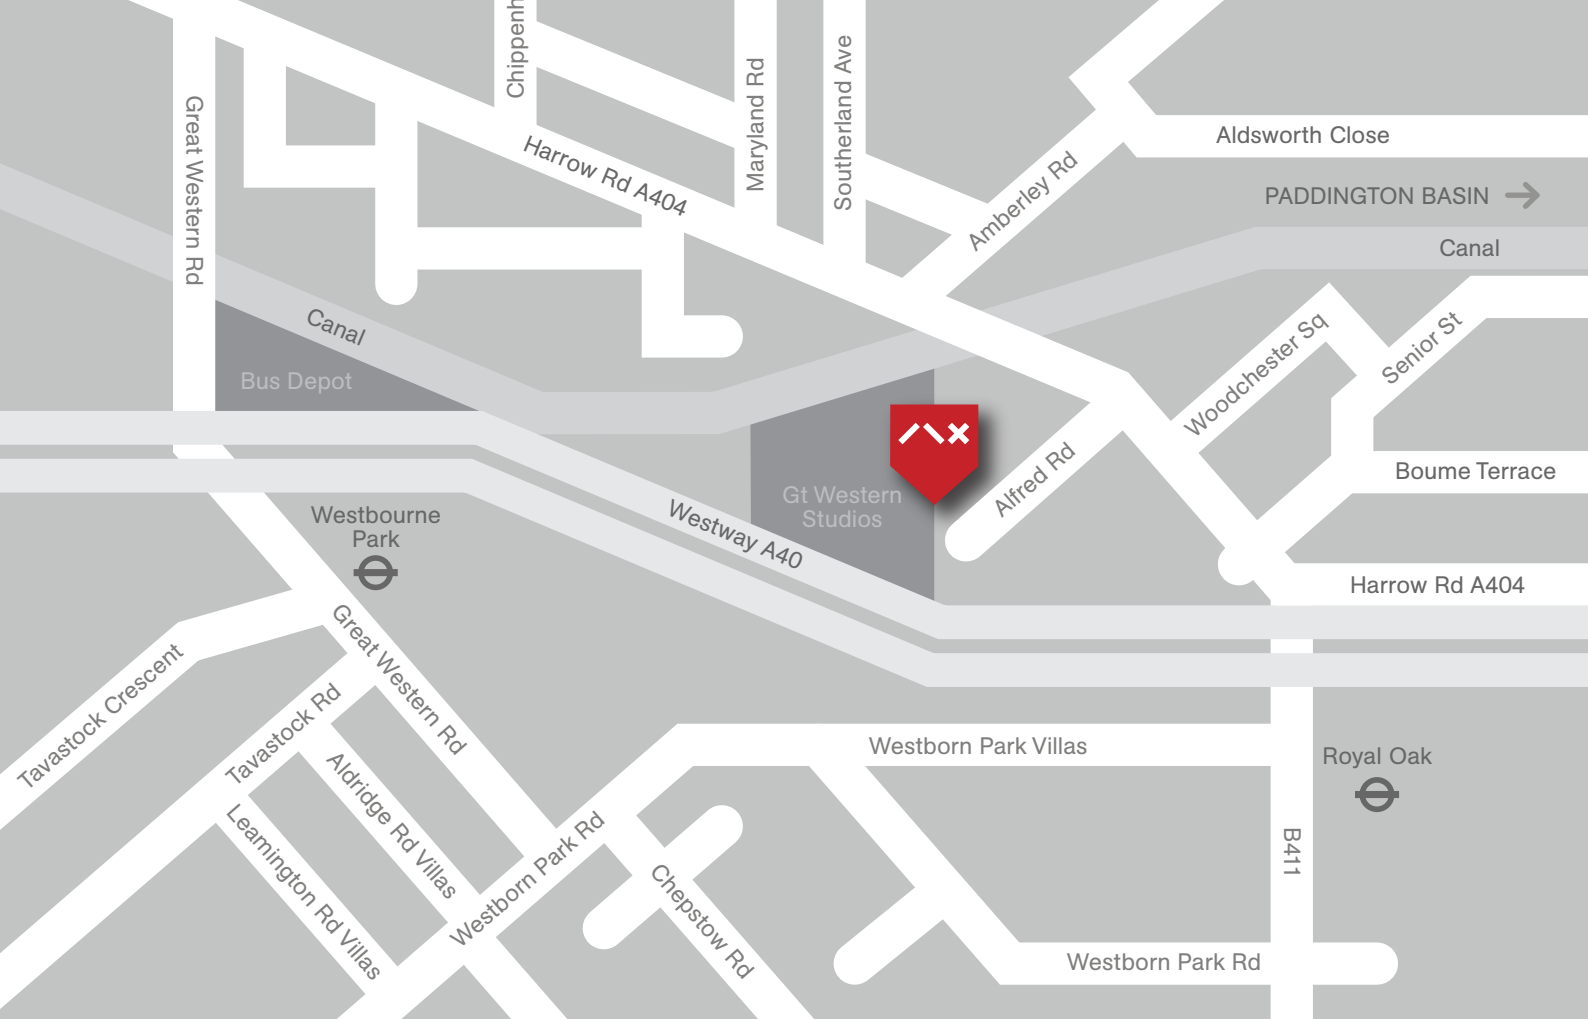 Chippenh
Maryland Rd
Southerland Ave
Great Western Rd
Harrow Rd A404
Aldsworth Close
Amberley Rd
PADDINGTON BASIN →
Canal
Canal
Woodchester Sq
Senior St
Bus Depot
Alfred Rd
Boume Terrace
Gt Western
Studios
Westbourne
Park
Westway A40
Harrow Rd A404
Great Western Rd
Tavastock Crescent
Tavastock Rd
Westborn Park Villas
Royal Oak
Aldridge Rd Villas
Leamington Rd Villas
Westborn Park Rd
Chepstow Rd
B411
Westborn Park Rd